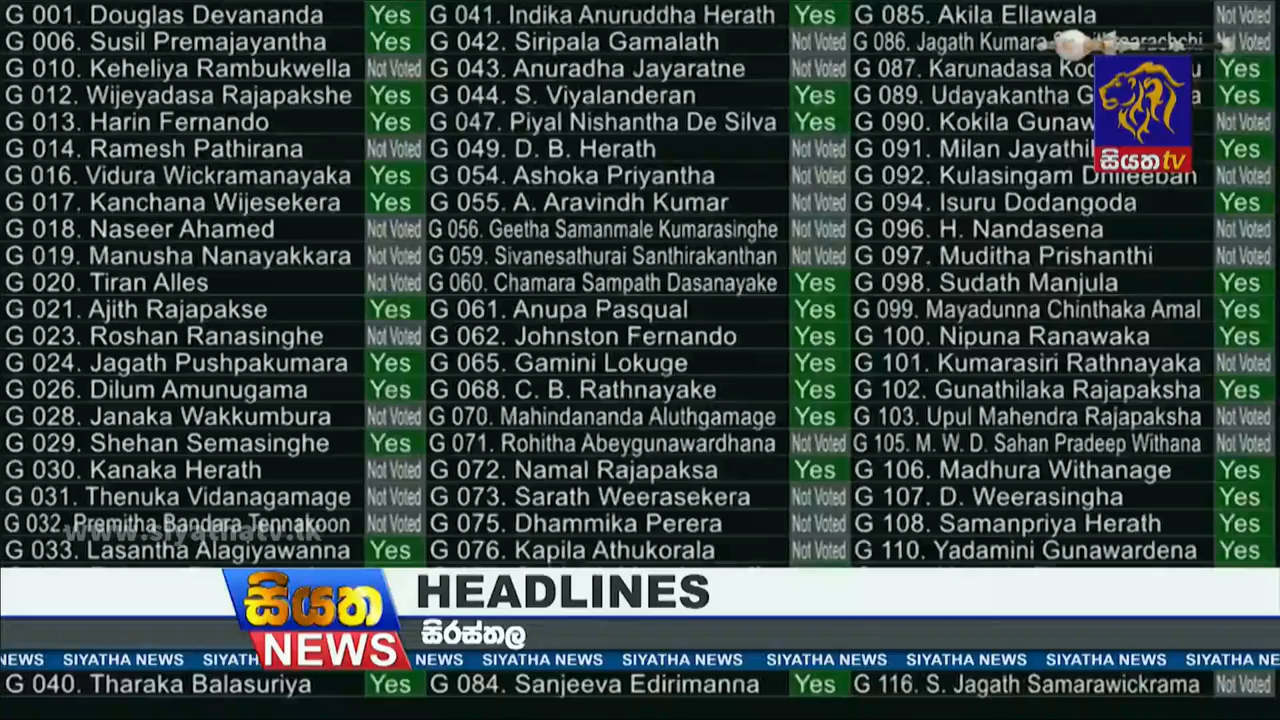 G 001. Douglas Devananda Yes G 041. Indika Anuruddha Herath Yes G 085. Akila Ellawala Not Voted
G 006. Susil Premajayantha Yes G 042. Siripala Gamalath Not Voted G 086. Jagath Kumara
G 010. Keheliya Rambukwella Not Voted G 043. Anuradha Jayaratne Not Voted G 087. Karunadasa Yes
G 012. Wijeyadasa Rajapakshe Yes G 044. S. Viyalanderan Yes G 089. Udayakantha Yes
G 013. Harin Fernando Yes G 047. Piyal Nishantha De Silva Yes G 090. Kokila Not Voted
G 014. Ramesh Pathirana Not Voted G 049. D. B. Herath Not Voted G 091. Milan Yes
G 016. Vidura Wickramanayaka Yes G 054. Ashoka Priyantha Not Voted G 092. Kulasingam Dhileeban Not Voted
G 017. Kanchana Wijesekera Yes G 055. A. Aravindh Kumar Not Voted G 094. Isuru Dodangoda Yes
G 018. Naseer Ahamed Not Voted G 056. Geetha Samanmale Kumarasinghe Not Voted G 096. H. Nandasena Not Voted
G 019. Manusha Nanayakkara Not Voted G 059. Sivanesathurai Santhirakanthan Not Voted G 097. Muditha Prishanthi Not Voted
G 020. Tiran Alles Not Voted G 060. Chamara Sampath Dasanayake Yes G 098. Sudath Manjula Yes
G 021. Ajith Rajapakse Yes G 061. Anupa Pasqual Yes G 099. Mayadunna Chinthaka Amal Yes
G 023. Roshan Ranasinghe Not Voted G 062. Johnston Fernando Yes G 100. Nipuna Ranawaka Yes
G 024. Jagath Pushpakumara Yes G 065. Gamini Lokuge Yes G 101. Kumarasiri Rathnayaka Not Voted
G 026. Dilum Amunugama Yes G 068. C. B. Rathnayake Yes G 102. Gunathilaka Rajapaksha Yes
G 028. Janaka Wakkumbura Not Voted G 070. Mahindananda Aluthgamage Yes G 103. Upul Mahendra Rajapaksha Not Voted
G 029. Shehan Semasinghe Yes G 071. Rohitha Abeygunawardhana Not Voted G 105. M. W. D. Sahan Pradeep Withana Not Voted
G 030. Kanaka Herath Not Voted G 072. Namal Rajapaksa Yes G 106. Madhura Withanage Yes
G 031. Thenuka Vidanagamage Not Voted G 073. Sarath Weerasekera Not Voted G 107. D. Weerasingha Yes
G 032. Premitha Bandara Tennakoon Not Voted G 075. Dhammika Perera Not Voted G 108. Samanpriya Herath Yes
G 033. Lasantha Alagiyawanna Yes G 076. Kapila Athukorala Not Voted G 110. Yadamini Gunawardena Yes
සියත tv
www.siyathatv.lk
සියත NEWS
HEADLINES
සිරස්තල
NEWS SIYATHA NEWS SIYATHA NEWS SIYATHA NEWS SIYATHA NEWS SIYATHA NEWS SIYATHA NEWS SIYATHA NEWS SIYATHA NEWS
G 040. Tharaka Balasuriya Yes G 084. Sanjeeva Edirimanna Yes G 116. S. Jagath Samarawickrama Not Voted